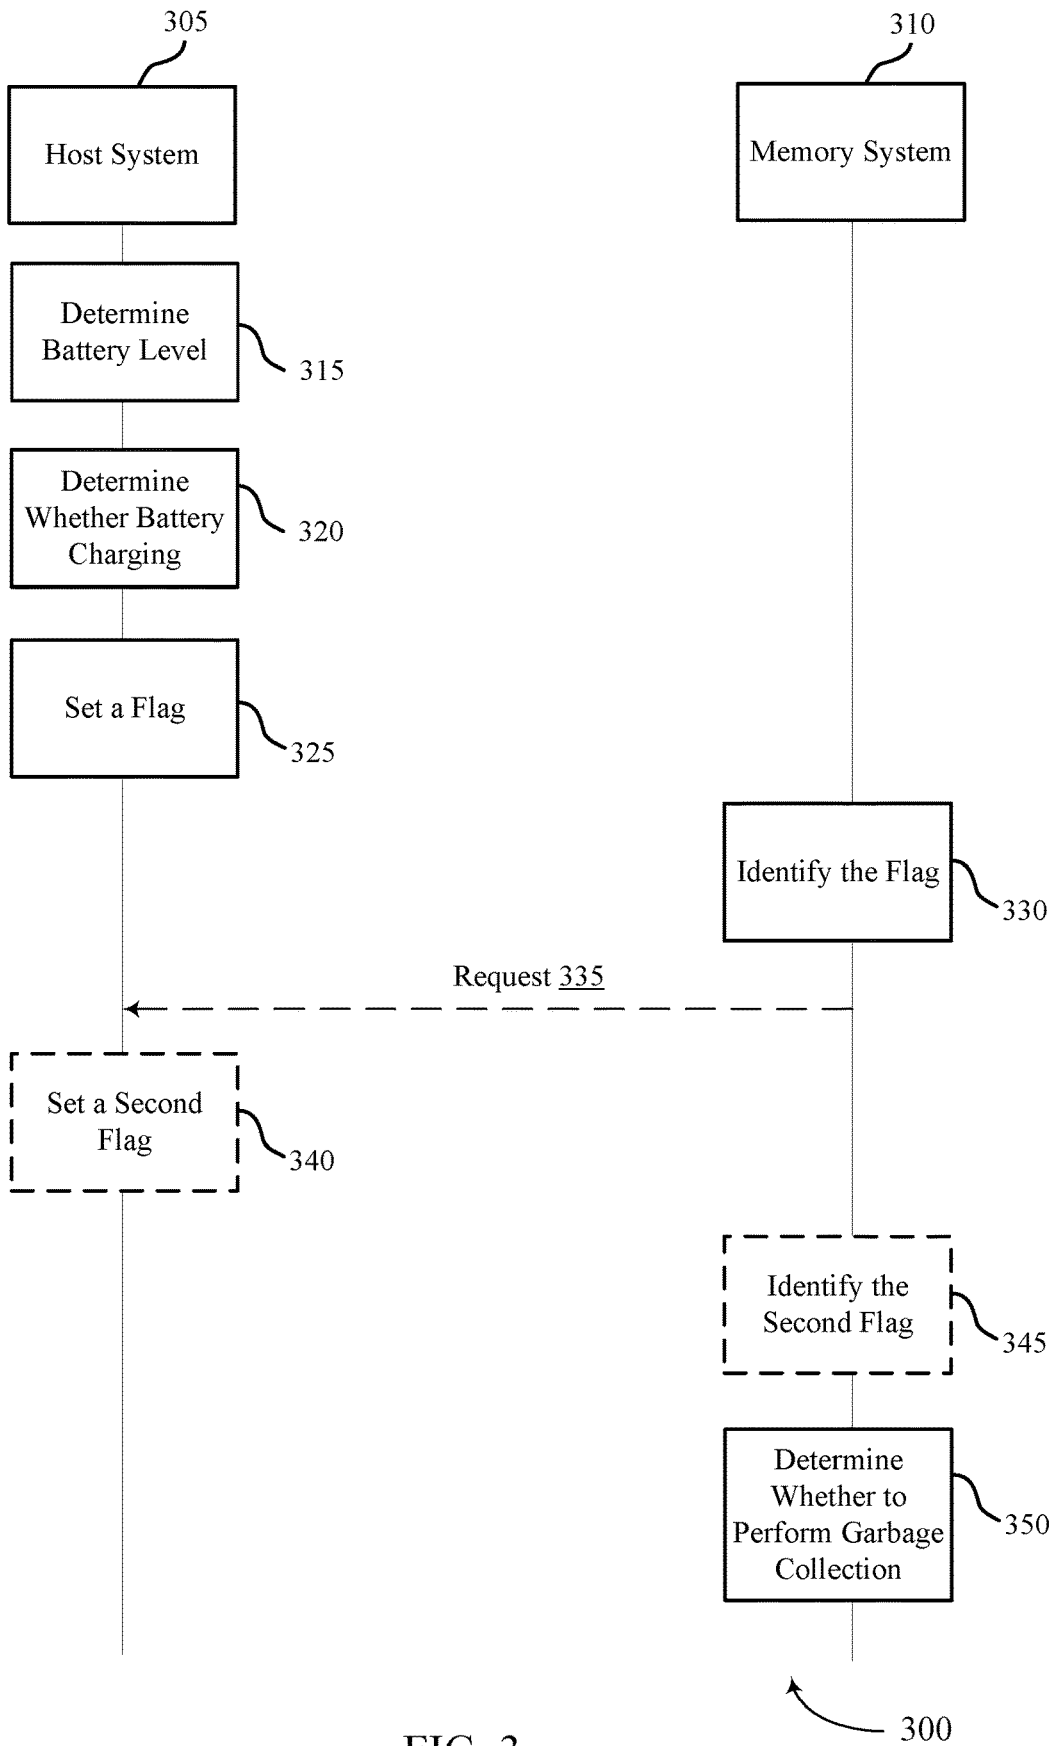 305
310
Host System
Memory System
Determine
Battery Level
315
Determine
Whether Battery
Charging
320
Set a Flag
325
Identify the Flag
330
Request 335
Set a Second
Flag
340
Identify the
Second Flag
345
Determine
Whether to
Perform Garbage
Collection
350
300
FIG. 3